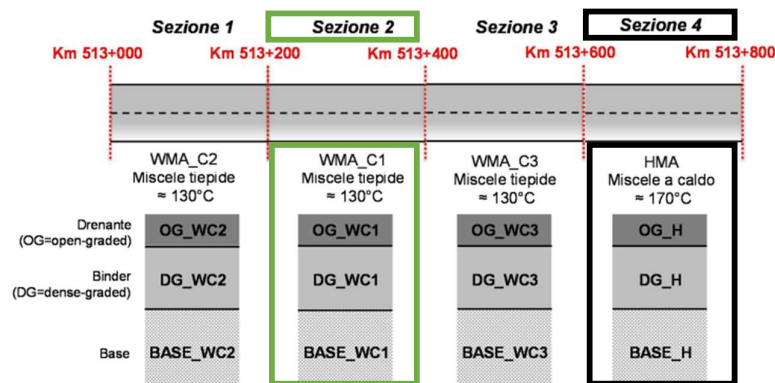 Sezione 1 Sezione 2 Sezione 3 Sezione 4
Km 513+000 Km 513+200 Km 513+400 Km 513+600 Km 513+800
WMA_C2 WMA_C1 WMA_C3 HMA
Miscele tiepide Miscele tiepide Miscele tiepide Miscele a caldo
≈ 130°C ≈ 130°C ≈ 130°C ≈ 170°C
Drenante
(OG=open-graded) OG_WC2 OG_WC1 OG_WC3 OG_H
Binder
(DG=dense-graded) DG_WC2 DG_WC1 DG_WC3 DG_H
Base BASE_WC2 BASE_WC1 BASE_WC3 BASE_H